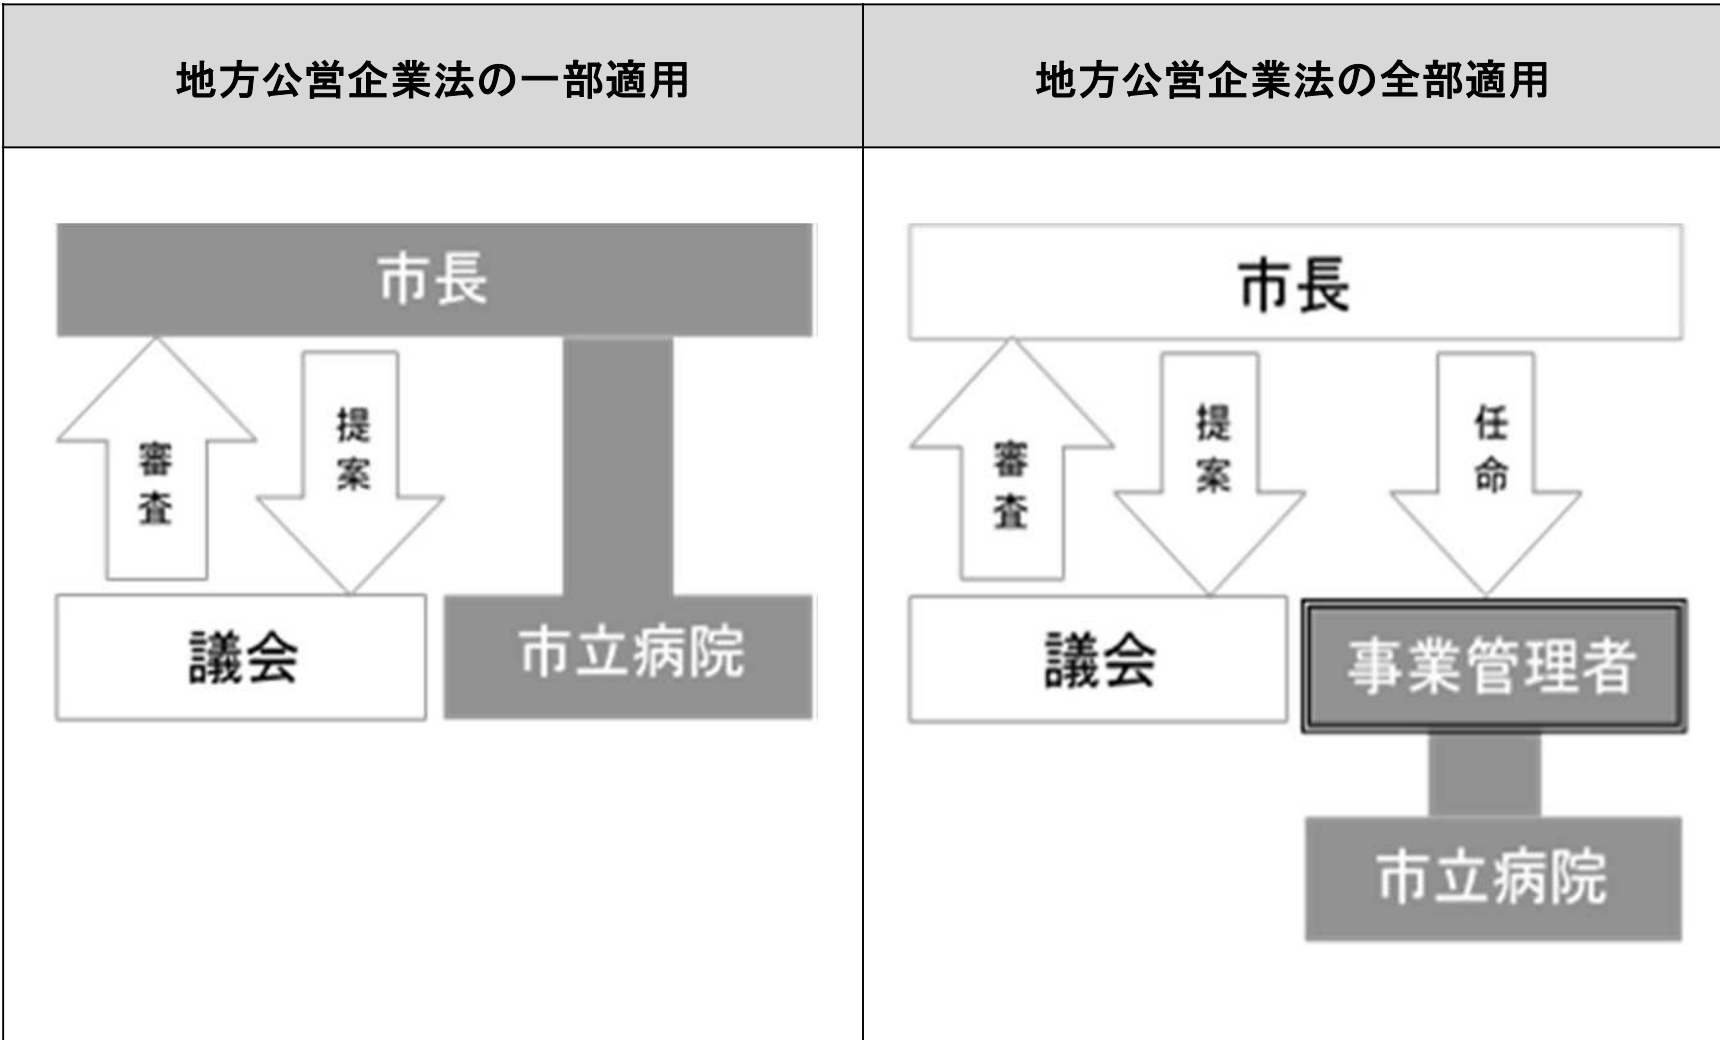 地方公営企業法の一部適用
地方公営企業法の全部適用
市長
審査
提案
議会
市立病院
市長
審査
提案
任命
議会
事業管理者
市立病院